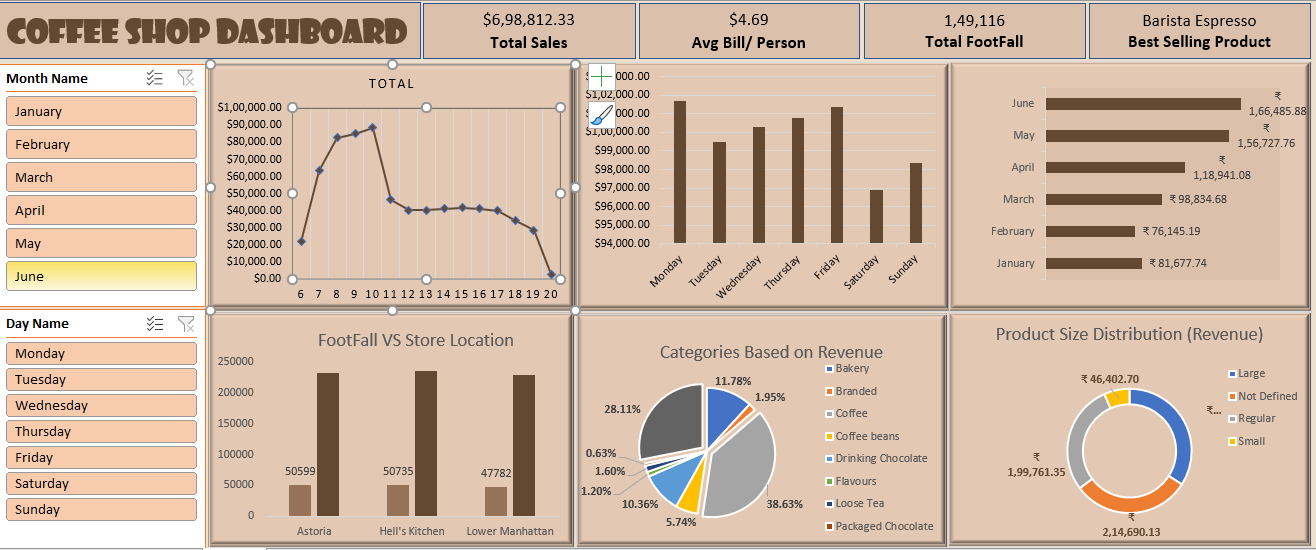 COFFEE SHOP DASHBOARD
$6,98,812.33
Total Sales
$4.69
Avg Bill/ Person
1,49,116
Total FootFall
Barista Espresso
Best Selling Product
Month Name
January
February
March
April
May
June
Day Name
Monday
Tuesday
Wednesday
Thursday
Friday
Saturday
Sunday
TOTAL
$1,00,000.00
$90,000.00
$80,000.00
$70,000.00
$60,000.00
$50,000.00
$40,000.00
$30,000.00
$20,000.00
$10,000.00
$0.00
6 7 8 9 10 11 12 13 14 15 16 17 18 19 20
000.00
$1,02,000.00
000.00
$1,00,000.00
$99,000.00
$98,000.00
$97,000.00
$96,000.00
$95,000.00
$94,000.00
Monday Tuesday Wednesday Thursday Friday Saturday Sunday
June ₹ 1,66,485.88
May ₹ 1,56,727.76
April ₹ 1,18,941.08
March ₹ 98,834.68
February ₹ 76,145.19
January ₹ 81,677.74
FootFall VS Store Location
250000
200000
150000
100000
50000
0
50599 50735 47782
Astoria Hell's Kitchen Lower Manhattan
Categories Based on Revenue
11.78%
1.95%
38.63%
5.74%
10.36%
1.20%
1.60%
0.63%
28.11%
Bakery
Branded
Coffee
Coffee beans
Drinking Chocolate
Flavours
Loose Tea
Packaged Chocolate
Product Size Distribution (Revenue)
₹ 46,402.70
₹...
₹
1,99,761.35
₹
2,14,690.13
Large
Not Defined
Regular
Small